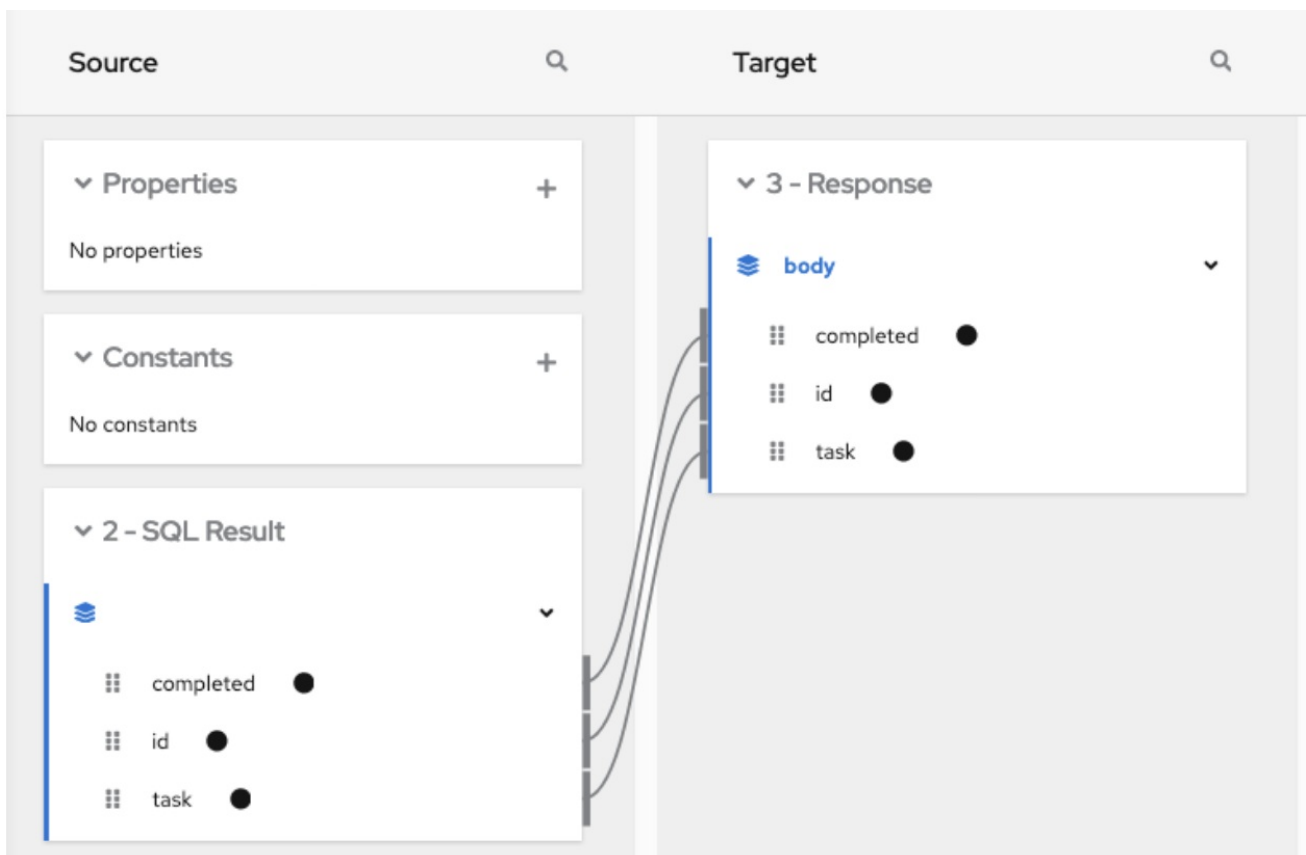 Source
Target
Properties
No properties
Constants
No constants
2 - SQL Result
completed
id
task
3 - Response
body
completed
id
task